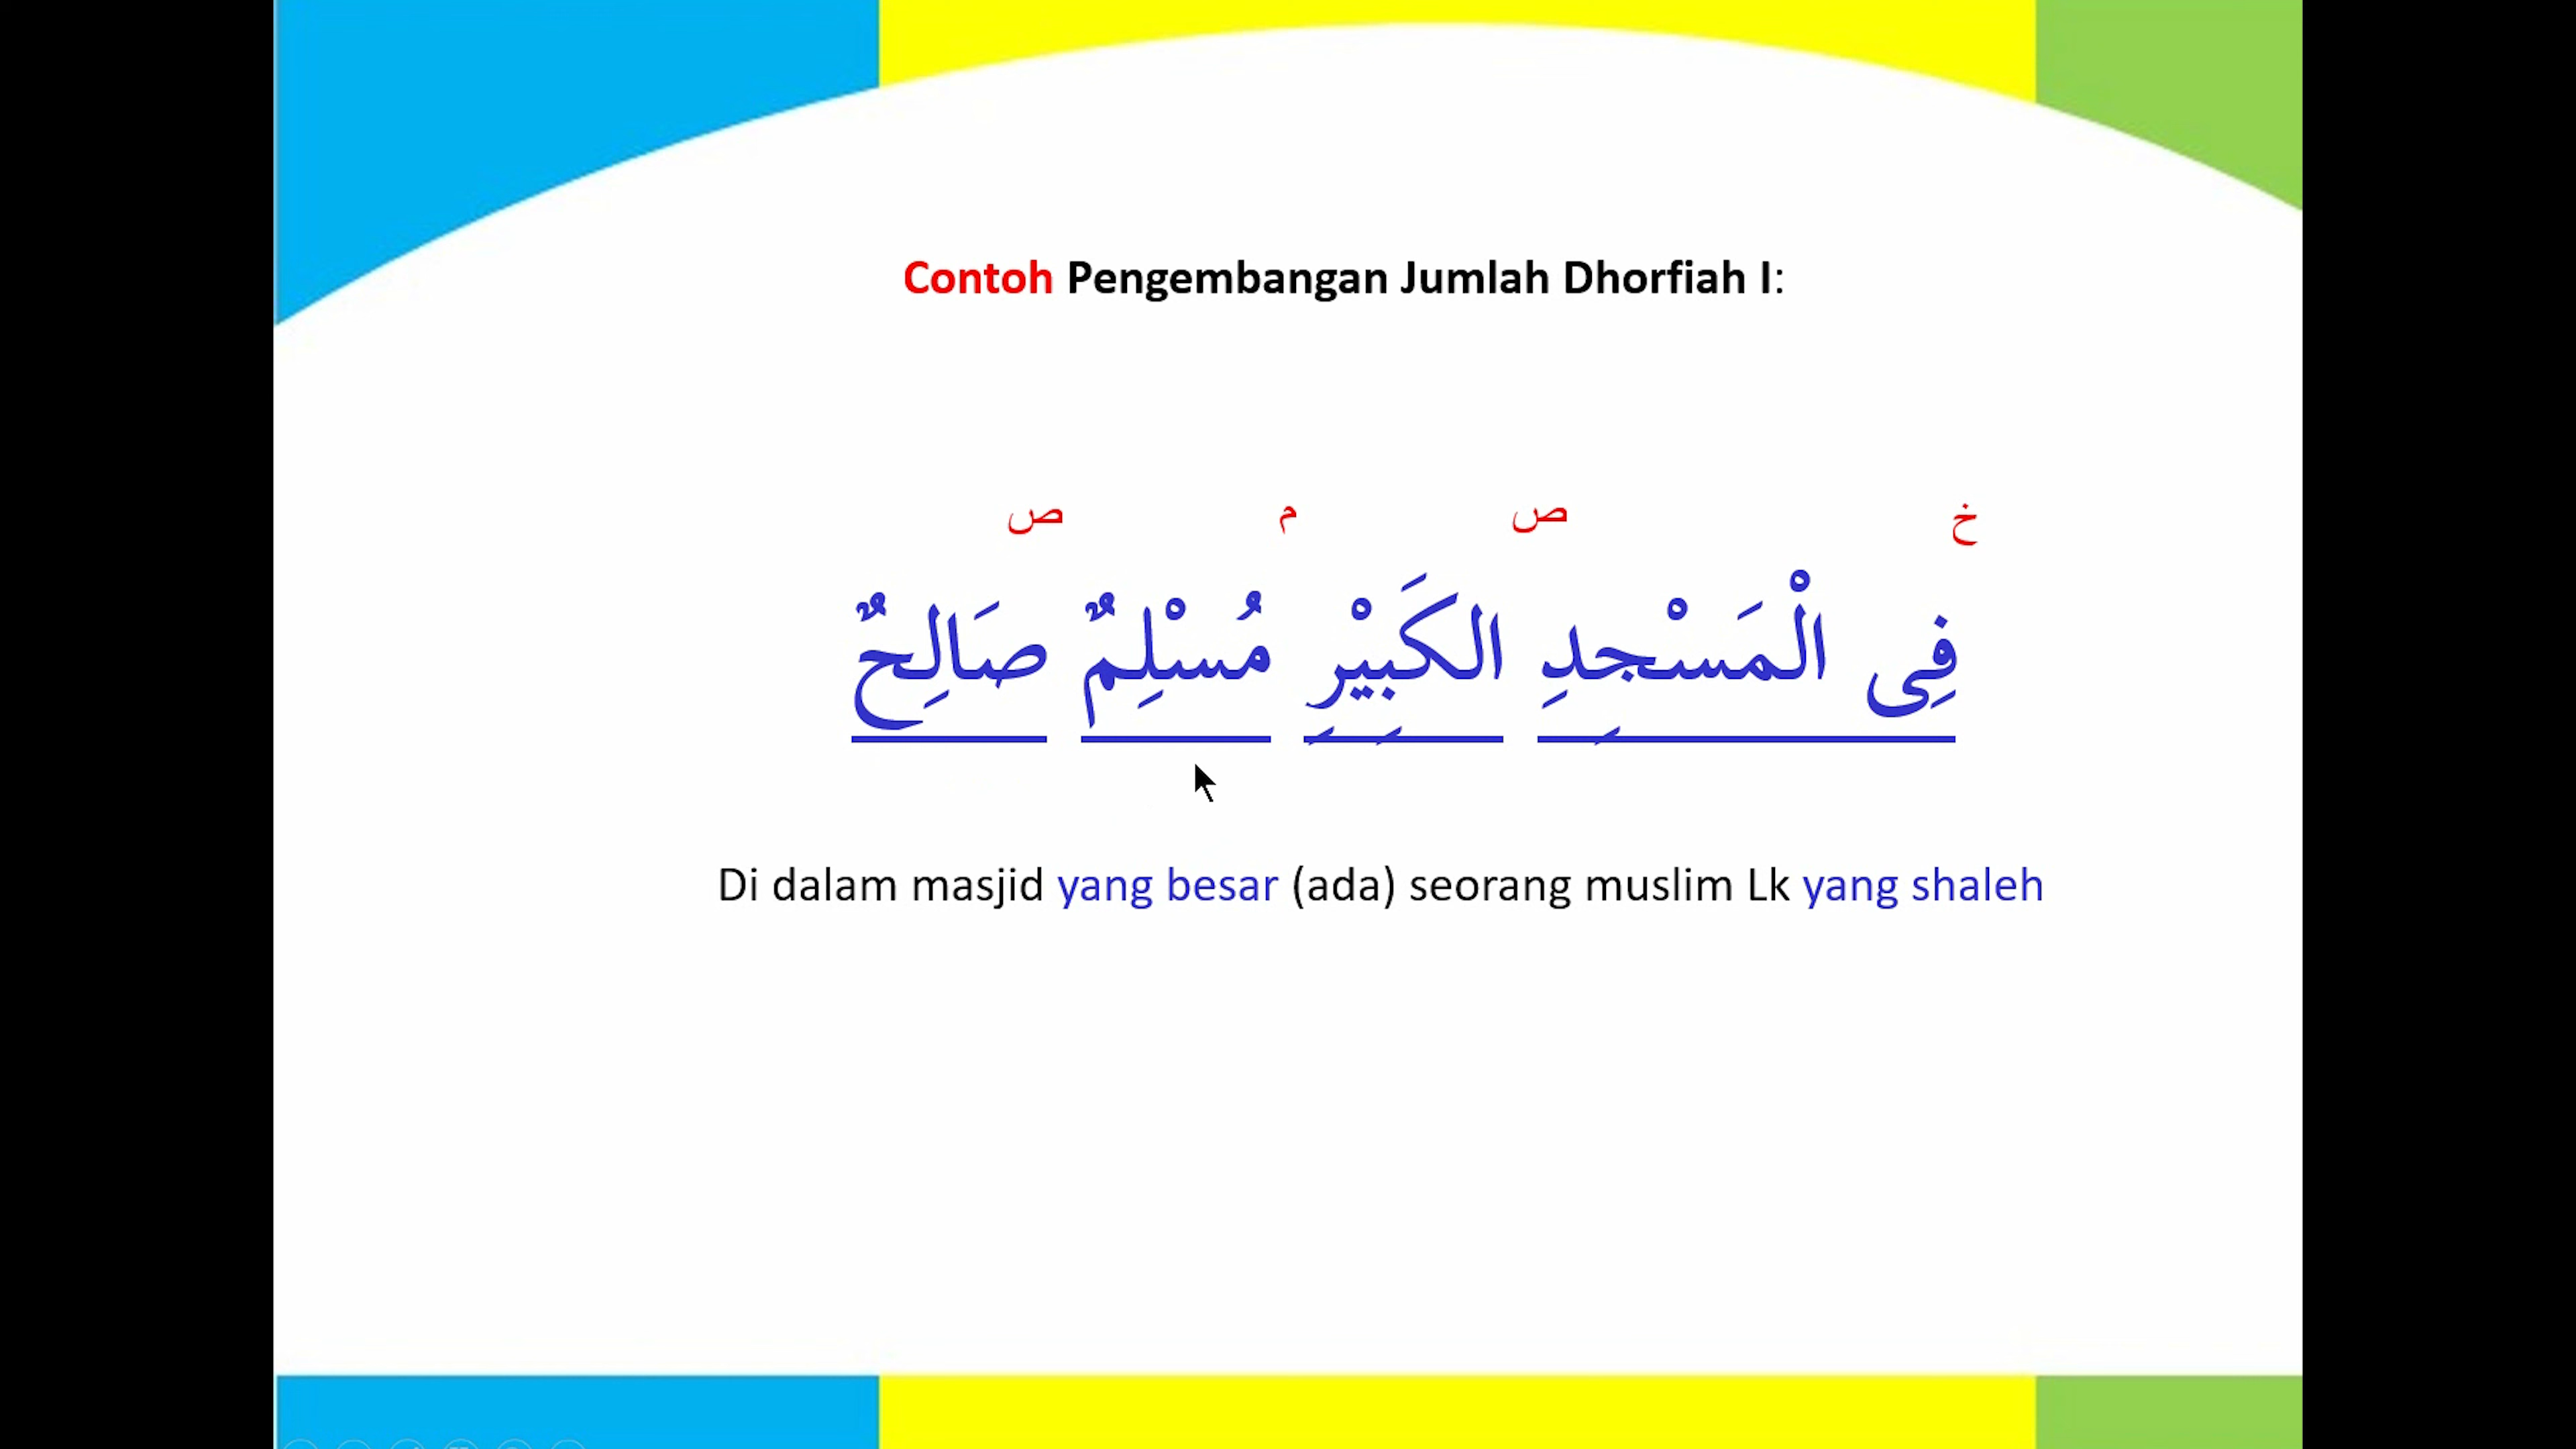 Contoh Pengembangan Jumlah Dhorfiah I:
خ ص م ص
فِى الْمَسْجِدِ الكَبِيْرِ مُسْلِمٌ صَالِحٌ
Di dalam masjid yang besar (ada) seorang muslim Lk yang shaleh